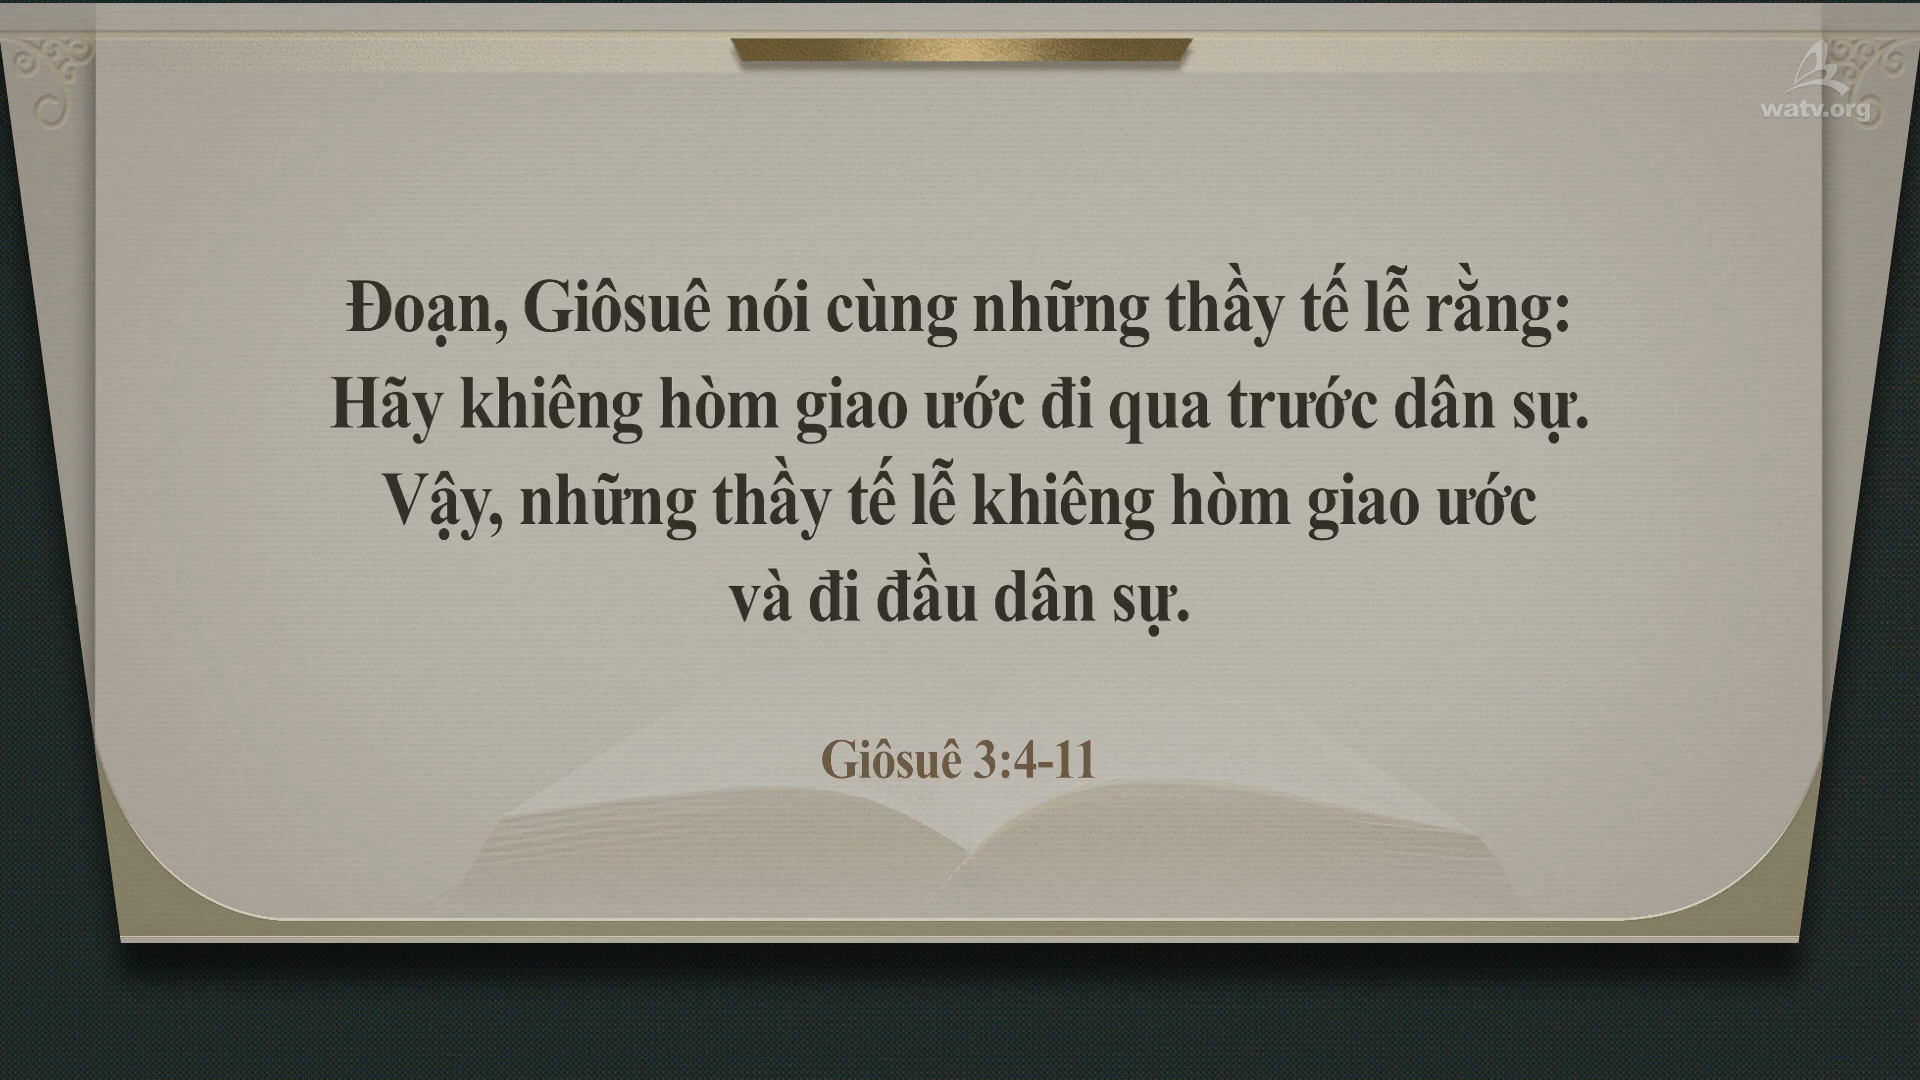 watv.org
Đoạn, Giôsuê nói cùng những thầy tế lễ rằng:
Hãy khiêng hòm giao ước đi qua trước dân sự.
Vậy, những thầy tế lễ khiêng hòm giao ước
và đi đầu dân sự.
Giôsuê 3:4-11